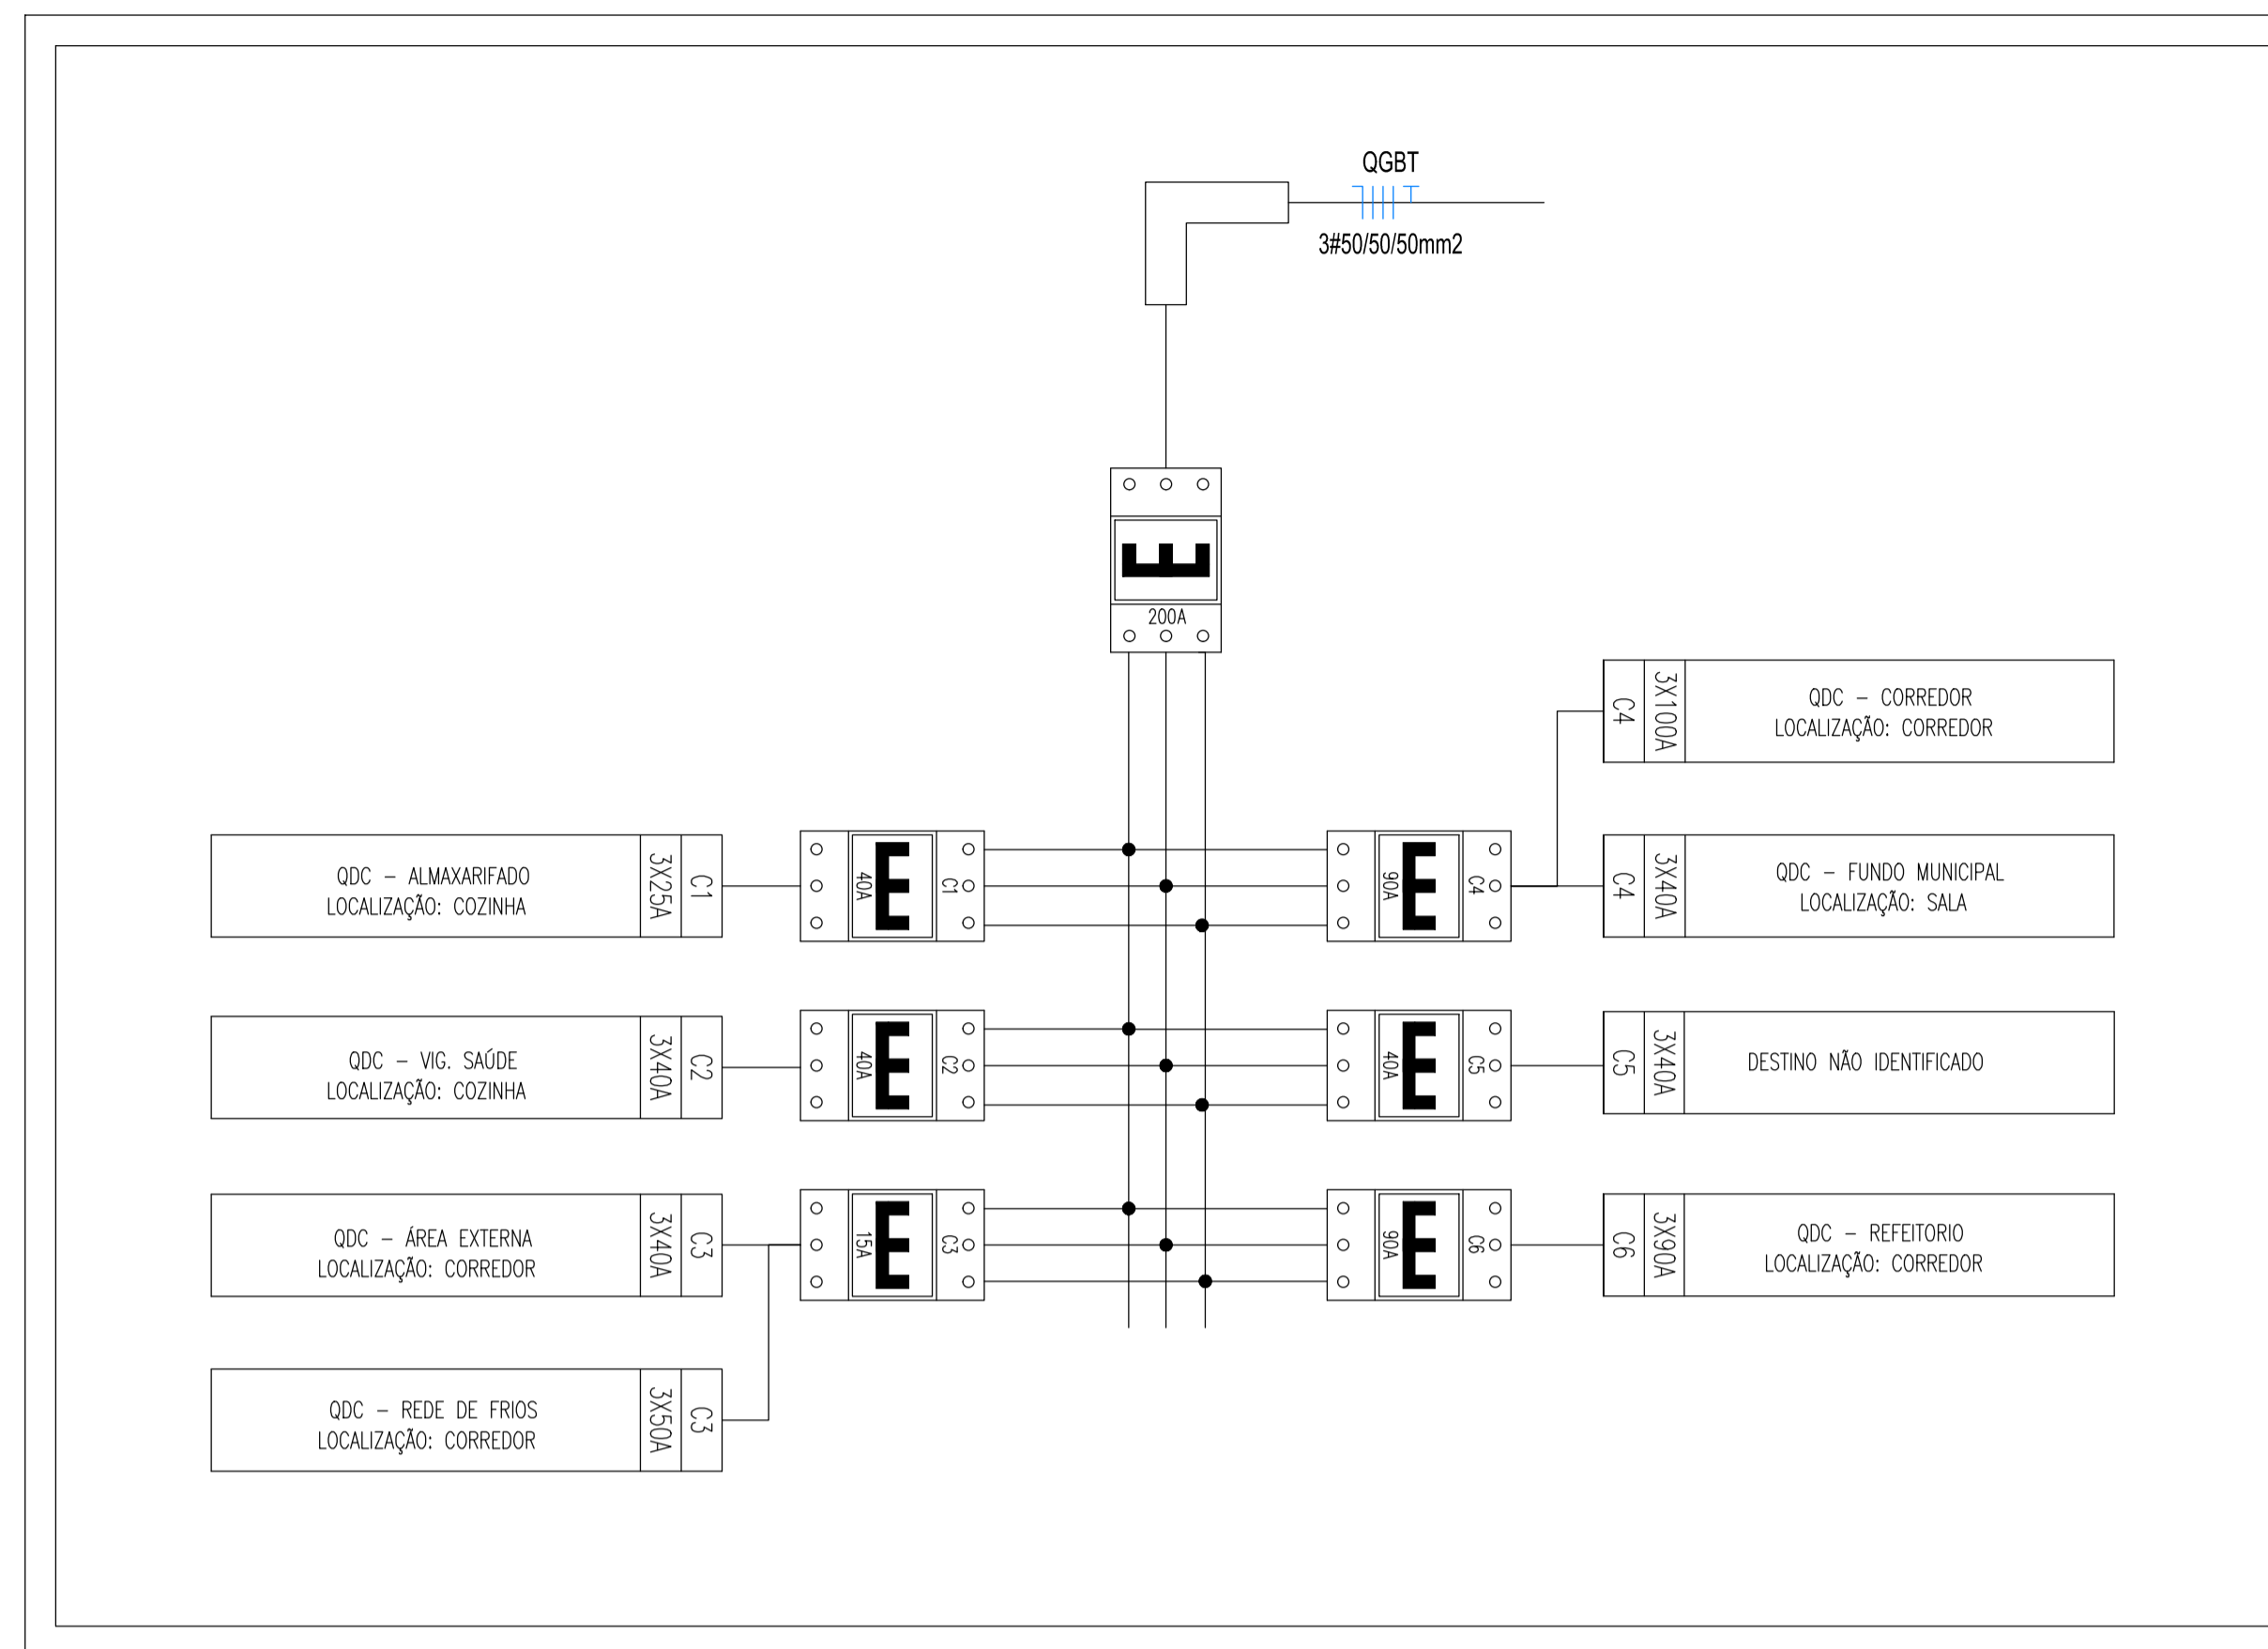 QGBT
3#50/50/50mm2
200A
QDC - CORREDOR
LOCALIZAÇÃO: CORREDOR
3X100A
C4
QDC - ALMAXARIFADO
LOCALIZAÇÃO: COZINHA
3X25A
C1
40A
C1
90A
C4
C4
3X40A
QDC - FUNDO MUNICIPAL
LOCALIZAÇÃO: SALA
QDC - VIG. SAÚDE
LOCALIZAÇÃO: COZINHA
3X40A
C2
40A
C2
40A
C5
C5
3X40A
DESTINO NÃO IDENTIFICADO
QDC - ÁREA EXTERNA
LOCALIZAÇÃO: CORREDOR
3X40A
C3
15A
C3
90A
C6
C6
3X90A
QDC - REFEITORIO
LOCALIZAÇÃO: CORREDOR
QDC - REDE DE FRIOS
LOCALIZAÇÃO: CORREDOR
3X50A
C3